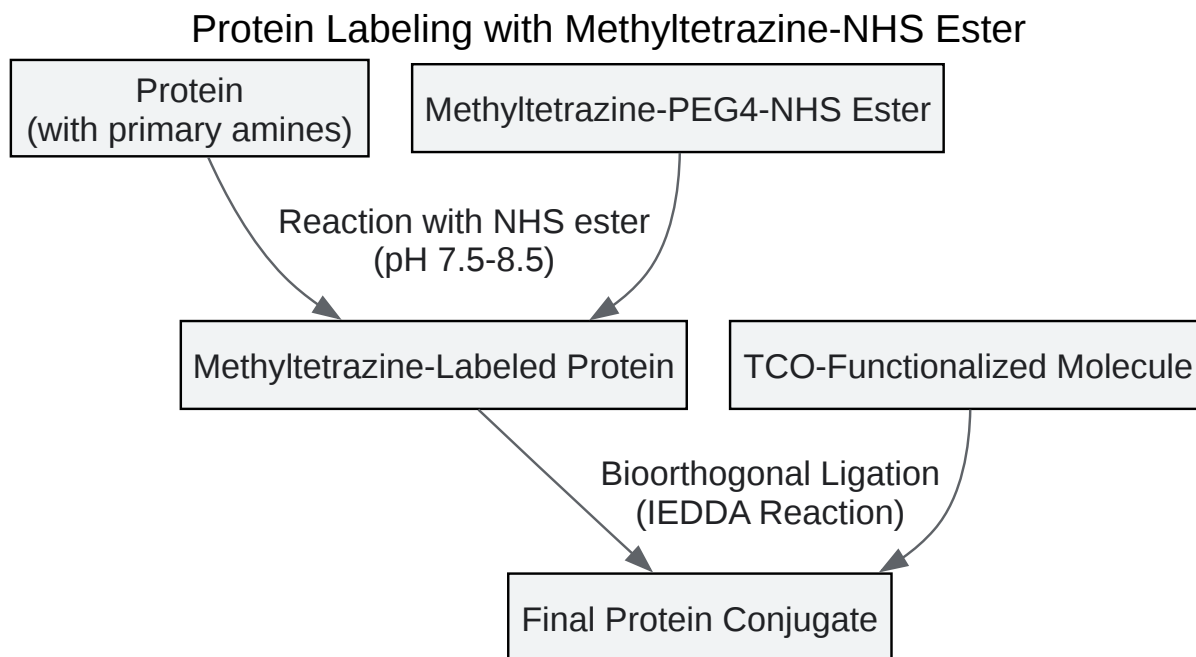 Protein Labeling with Methyltetrazine-NHS Ester
Protein
(with primary amines)
Methyltetrazine-PEG4-NHS Ester
Reaction with NHS ester
(pH 7.5-8.5)
Methyltetrazine-Labeled Protein
TCO-Functionalized Molecule
Bioorthogonal Ligation
(IEDDA Reaction)
Final Protein Conjugate